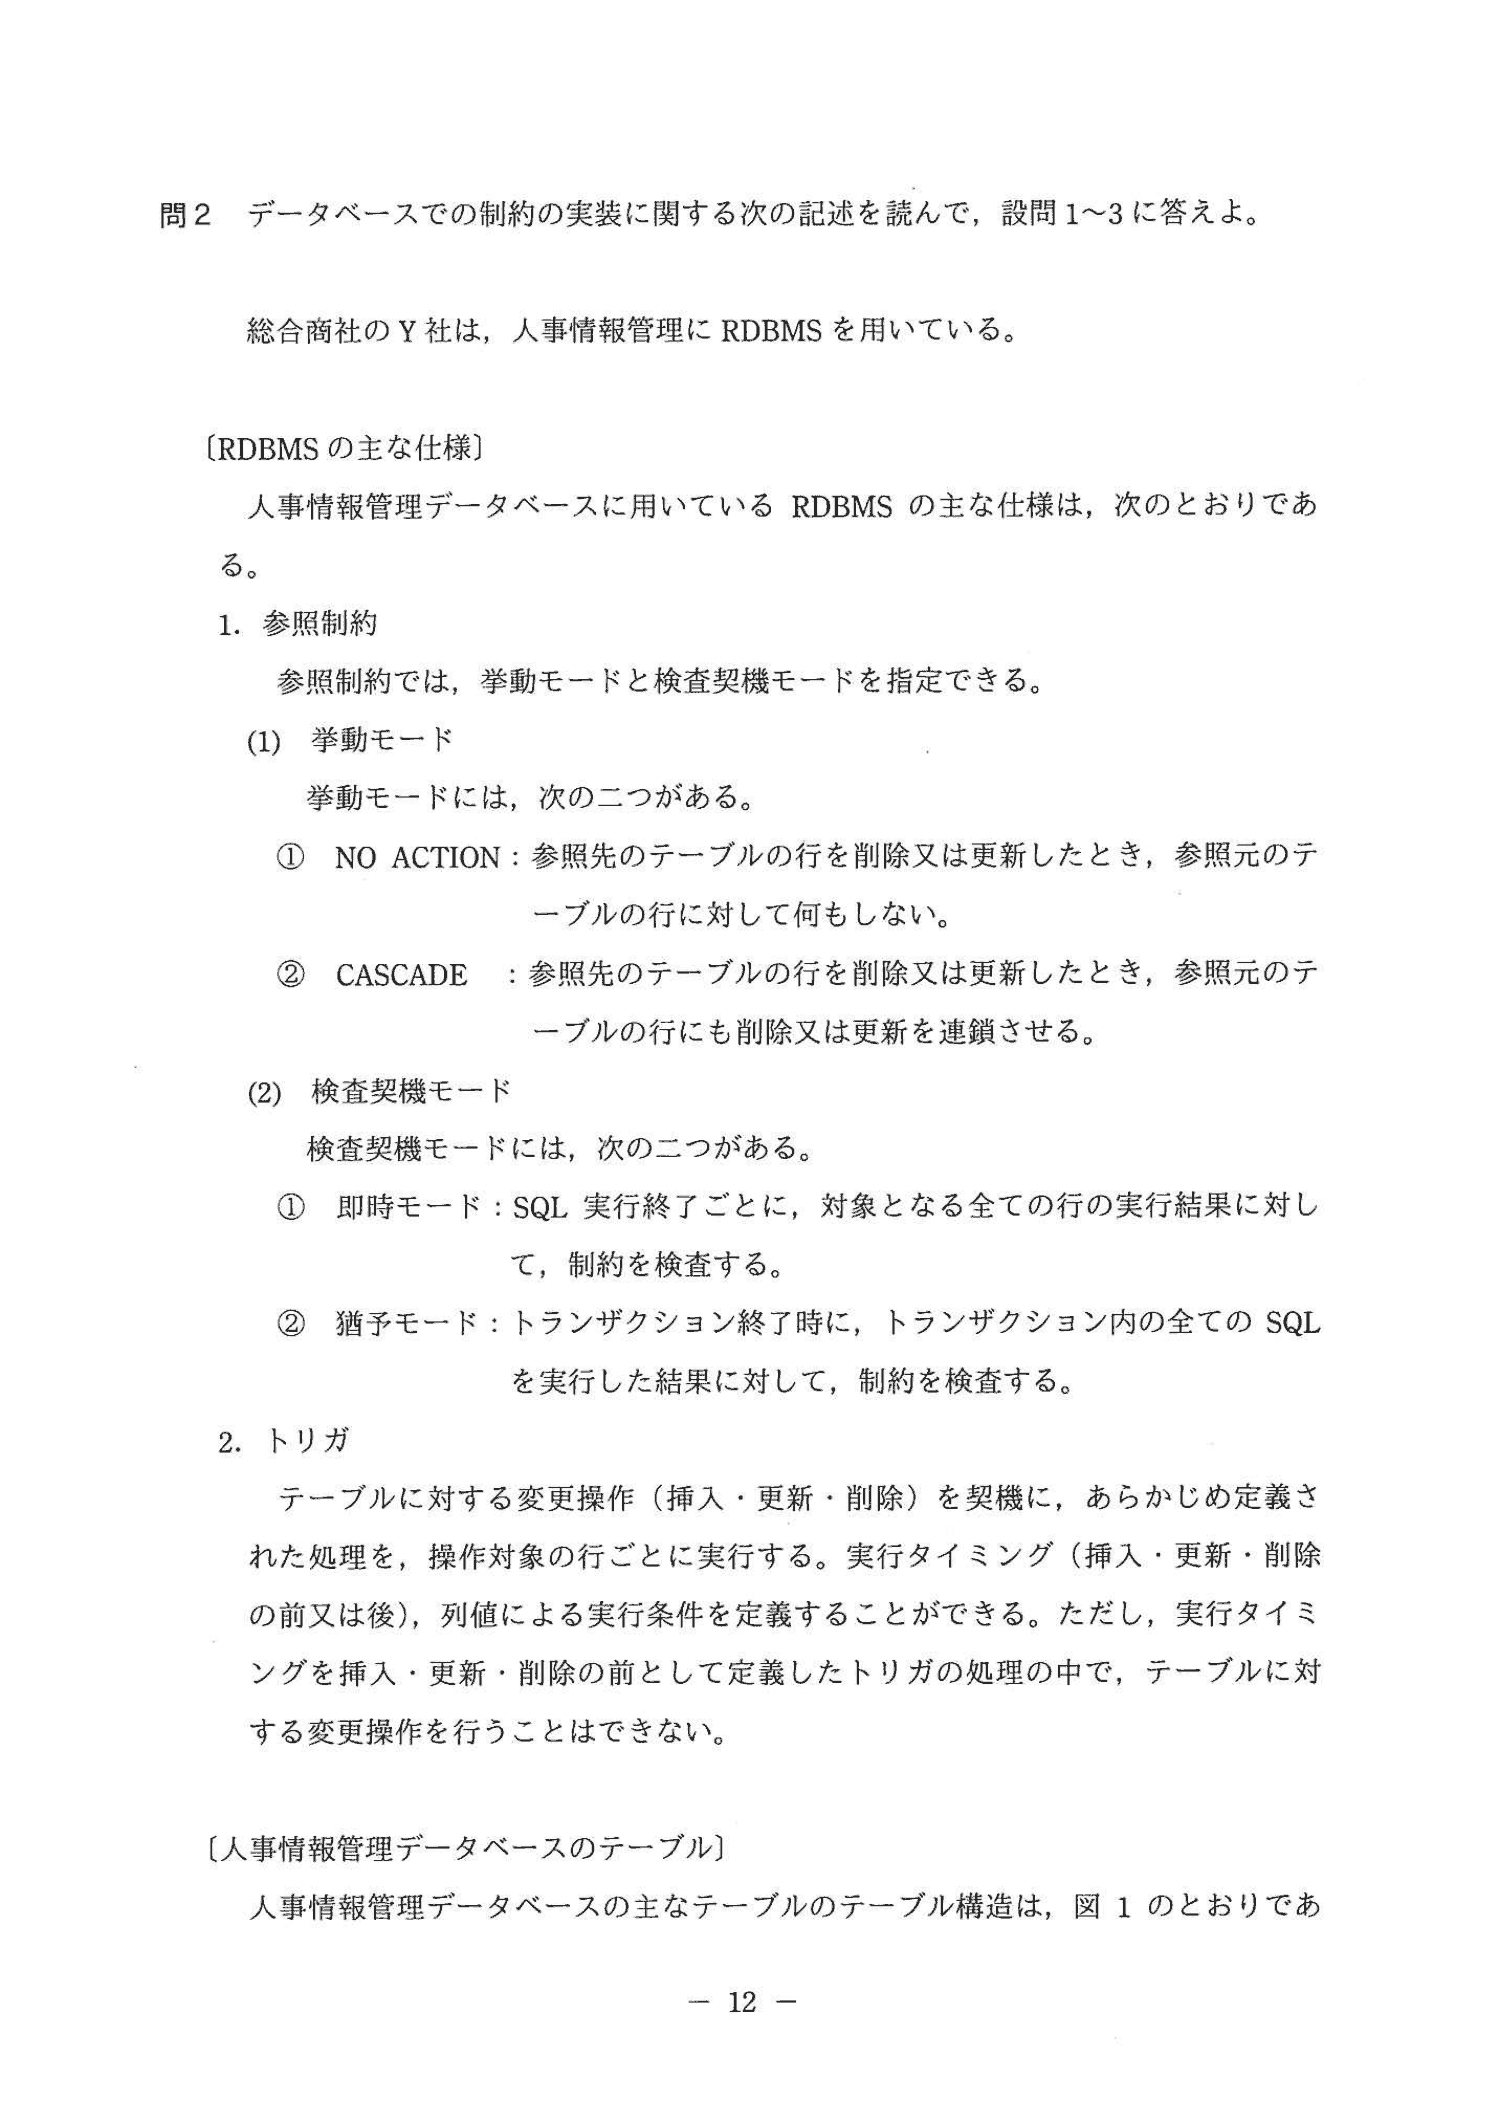 問2　データベースでの制約の実装に関する次の記述を読んで，設問1～3に答えよ。
総合商社のY社は，人事情報管理にRDBMSを用いている。
〔RDBMSの主な仕様〕
人事情報管理データベースに用いている RDBMS の主な仕様は，次のとおりであ
る。
1．参照制約
参照制約では，挙動モードと検査契機モードを指定できる。
(1)　挙動モード
挙動モードには，次の二つがある。
①　NO ACTION：参照先のテーブルの行を削除又は更新したとき，参照元のテ
ーブルの行に対して何もしない。
②　CASCADE　：参照先のテーブルの行を削除又は更新したとき，参照元のテ
ーブルの行にも削除又は更新を連鎖させる。
(2)　検査契機モード
検査契機モードには，次の二つがある。
①　即時モード：SQL 実行終了ごとに，対象となる全ての行の実行結果に対し
て，制約を検査する。
②　猶予モード：トランザクション終了時に，トランザクション内の全ての SQL
を実行した結果に対して，制約を検査する。
2．トリガ
テーブルに対する変更操作（挿入・更新・削除）を契機に，あらかじめ定義さ
れた処理を，操作対象の行ごとに実行する。実行タイミング（挿入・更新・削除
の前又は後），列値による実行条件を定義することができる。ただし，実行タイミ
ングを挿入・更新・削除の前として定義したトリガの処理の中で，テーブルに対
する変更操作を行うことはできない。
〔人事情報管理データベースのテーブル〕
人事情報管理データベースの主なテーブルのテーブル構造は，図 1 のとおりであ
－ 12 －